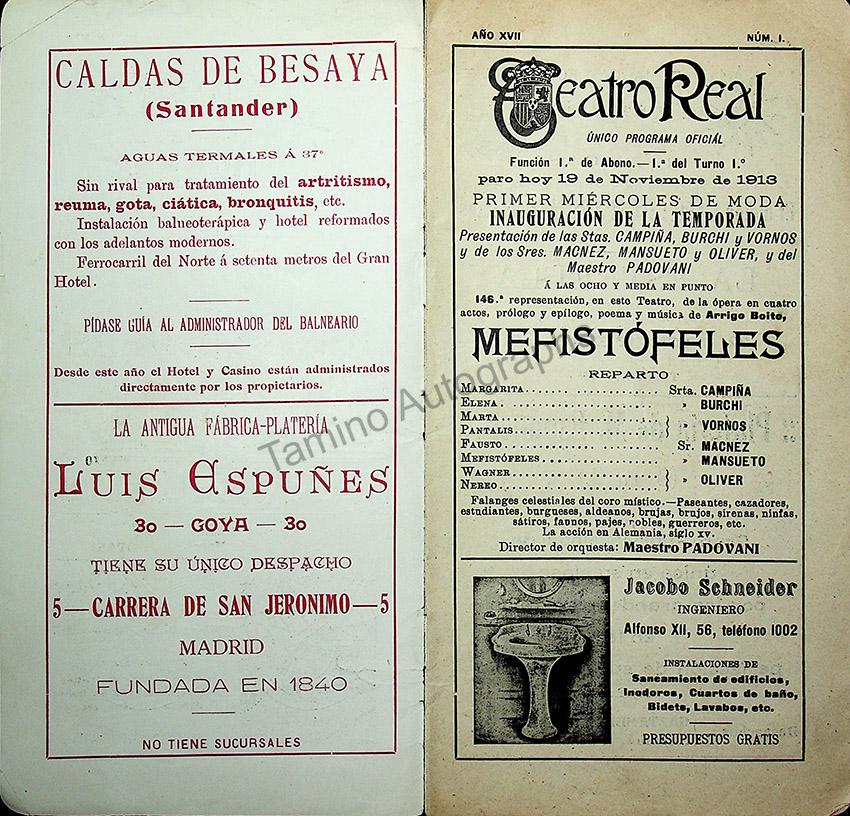 CALDAS DE BESAYA
(Santander)
AGUAS TERMALES Á 37°
Sin rival para tratamiento del artritismo,
reuma, gota, ciática, bronquitis, etc.
Instalación balneoterápica y hotel reformados
con los adelantos modernos.
Ferrocarril del Norte á setenta metros del Gran
Hotel.
PÍDASE GUÍA AL ADMINISTRADOR DEL BALNEARIO
Desde este año el Hotel y Casino están administrados
directamente por los propietarios.
LA ANTIGUA FÁBRICA-PLATERÍA
LUIS ESPUÑES
30 — GOYA — 30
TIENE SU ÚNICO DESPACHO
5—CARRERA DE SAN JERONIMO—5
MADRID
FUNDADA EN 1840
NO TIENE SUCURSALES
AÑO XVII NÚM. I.
Teatro Real
ÚNICO PROGRAMA OFICIÁL
Función 1.ª de Abono.—1.ª del Turno 1.º
paro hoy 19 de Noviembre de 1913
PRIMER MIÉRCOLES DE MODA
INAUGURACIÓN DE LA TEMPORADA
Presentación de las Stas. CAMPIÑA, BURCHI y VORNOS
y de los Sres. MACNEZ, MANSUETO y OLIVER, y del
Maestro PADOVANI
Á LAS OCHO Y MEDIA EN PUNTO
146.ª representación, en este Teatro, de la ópera en cuatro
actos, prólogo y epílogo, poema y música de Arrigo Boito,
MEFISTÓFELES
REPARTO
MARGARITA Srta. CAMPIÑA
ELENA » BURCHI
MARTA
PANTALIS » VORNOS
FAUSTO Sr. MACNEZ
MEFISTÓFELES » MANSUETO
WAGNER
NEREO » OLIVER
Falanges celestiales del coro místico.—Paseantes, cazadores,
estudiantes, burgueses, aldeanos, brujas, brujos, sirenas, ninfas,
sátiros, faunos, pajes, nobles, guerreros, etc.
La acción en Alemania, siglo XV.
Director de orquesta: Maestro PADOVANI
Jacobo Schneider
INGENIERO
Alfonso XII, 56, teléfono 1002
INSTALACIONES DE
Saneamiento de edificios,
Inodoros, Cuartos de baño,
Bidets, Lavabos, etc.
PRESUPUESTOS GRATIS
Tamino Autographs